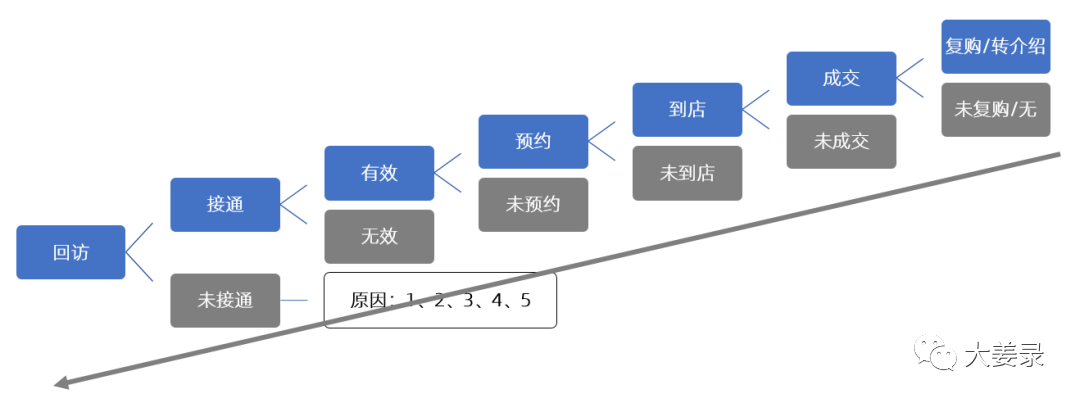 复购/转介绍
成交
未复购/无
到店
未成交
预约
未到店
有效
未预约
接通
无效
回访
未接通
原因：1、2、3、4、5
大姜录